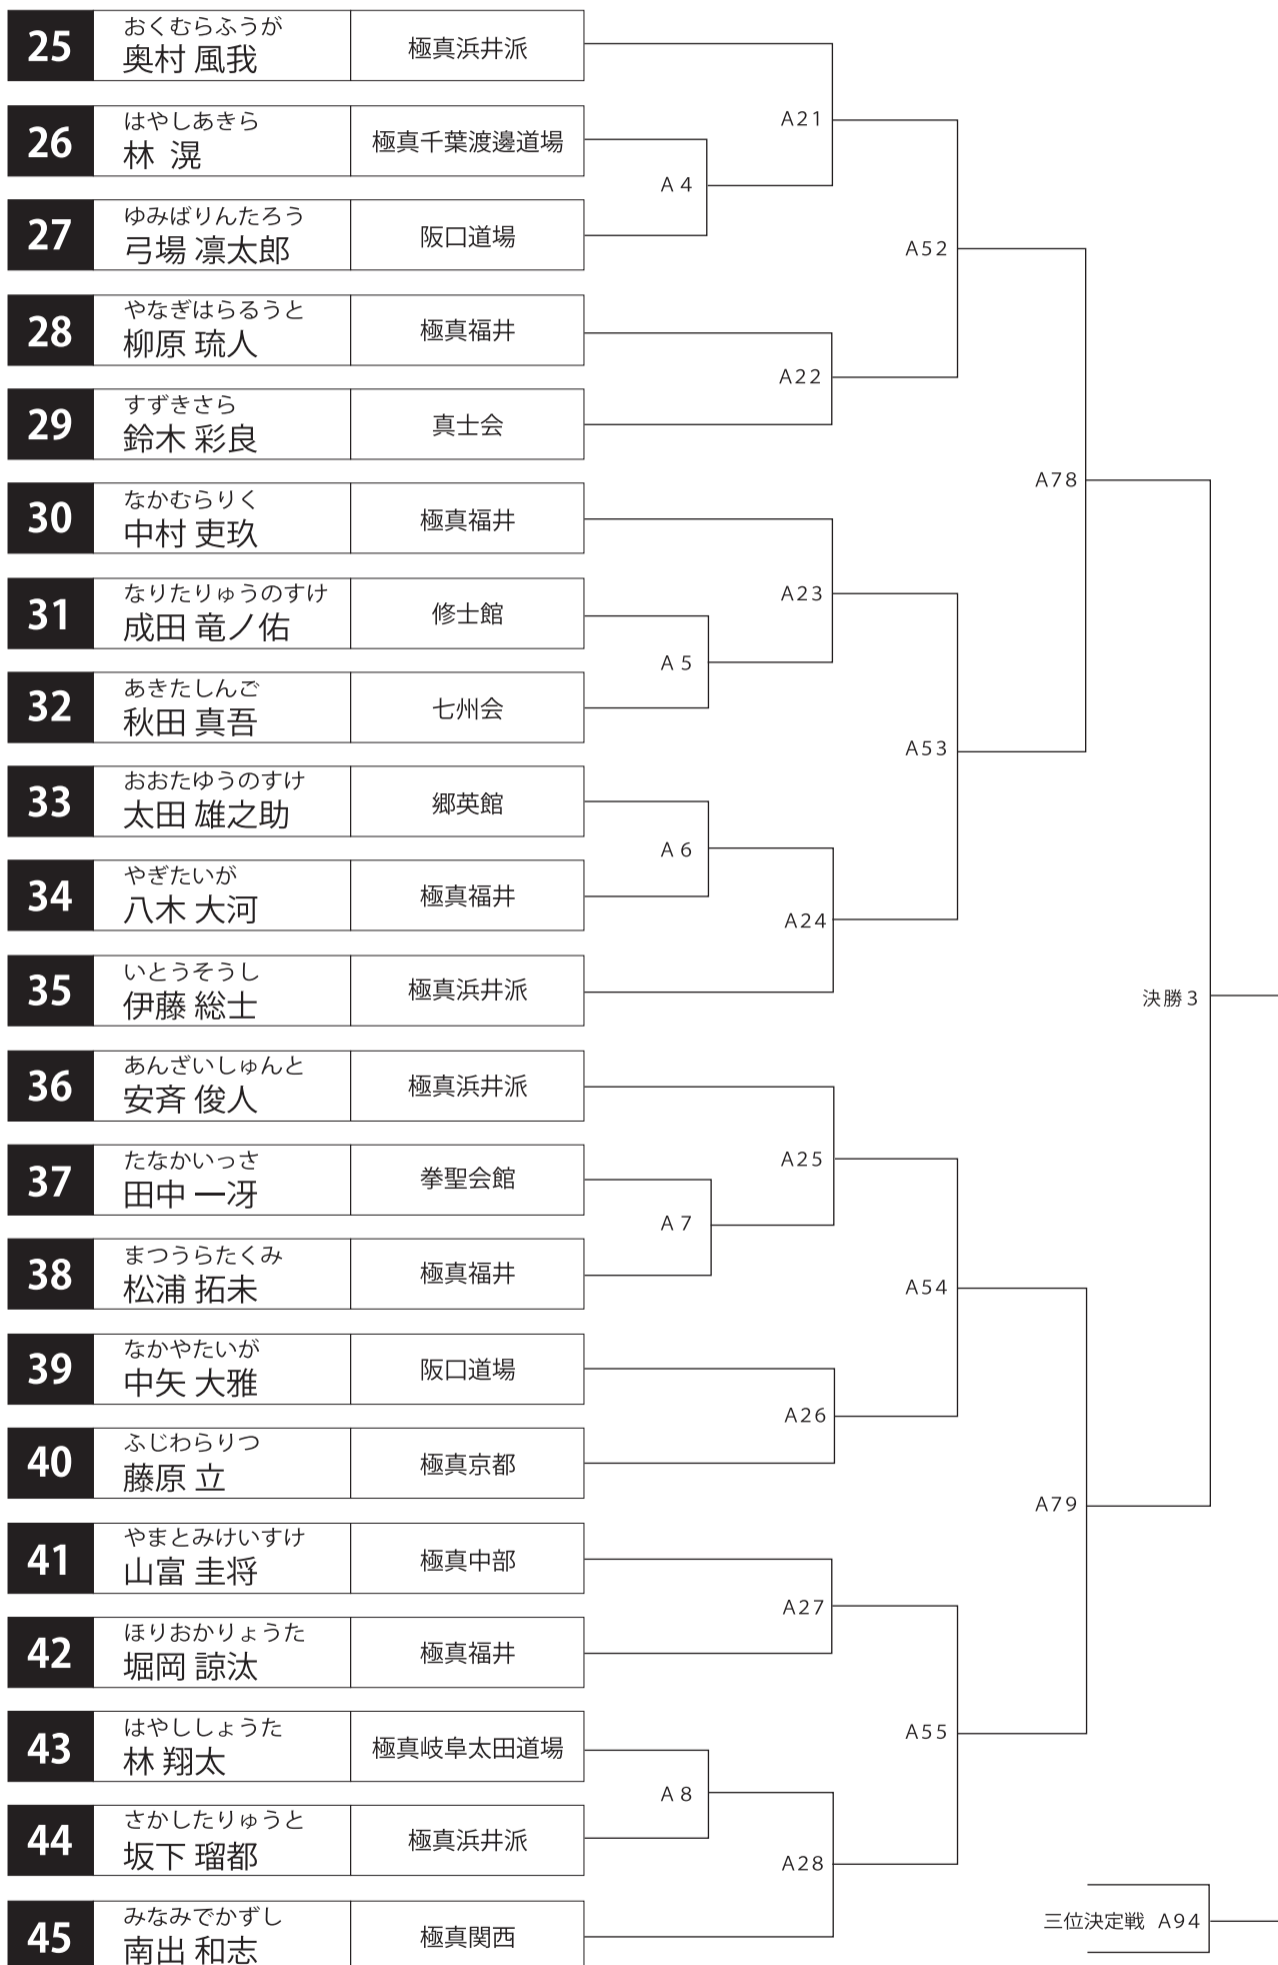 25
おくむらふうが
奥村 風我
極真浜井派
26
はやしあきら
林 滉
極真千葉渡邊道場
27
ゆみばりんたろう
弓場 凛太郎
阪口道場
28
やなぎはらるうと
柳原 琉人
極真福井
29
すずきさら
鈴木 彩良
真士会
30
なかむらりく
中村 吏玖
極真福井
31
なりたりゅうのすけ
成田 竜ノ佑
修士館
32
あきたしんご
秋田 真吾
七州会
33
おおたゆうのすけ
太田 雄之助
郷英館
34
やぎたいが
八木 大河
極真福井
35
いとうそうし
伊藤 総士
極真浜井派
36
あんざいしゅんと
安斉 俊人
極真浜井派
37
たなかいっさ
田中 一冴
拳聖会館
38
まつうらたくみ
松浦 拓未
極真福井
39
なかやたいが
中矢 大雅
阪口道場
40
ふじわらりつ
藤原 立
極真京都
41
やまとみけいすけ
山富 圭将
極真中部
42
ほりおかりょうた
堀岡 諒汰
極真福井
43
はやししょうた
林 翔太
極真岐阜太田道場
44
さかしたりゅうと
坂下 瑠都
極真浜井派
45
みなみでかずし
南出 和志
極真関西
A4
A5
A6
A7
A8
A21
A22
A23
A24
A25
A26
A27
A28
A52
A53
A54
A55
A78
A79
決勝3
三位決定戦 A94